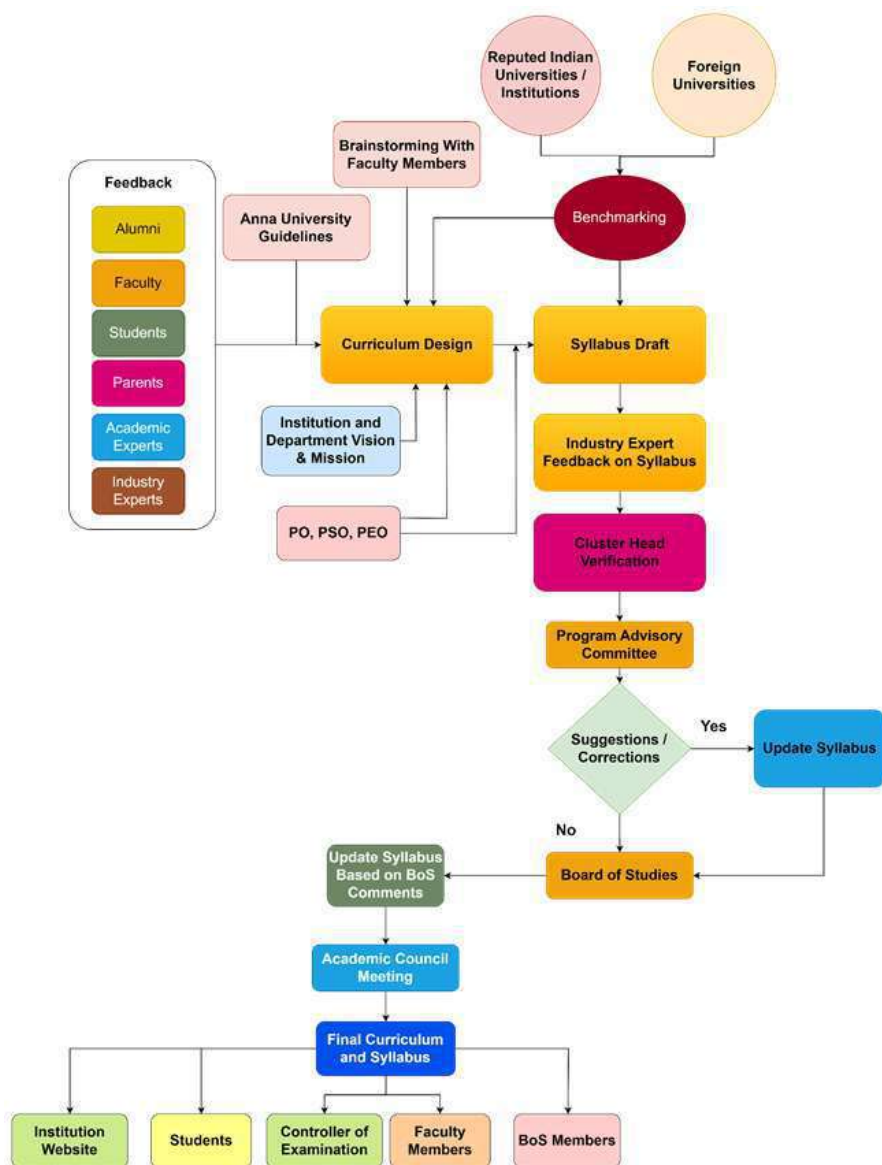 Reputed Indian
Universities /
Institutions
Foreign
Universities
Brainstorming With
Faculty Members
Feedback
Anna University
Guidelines
Benchmarking
Alumni
Faculty
Students
Parents
Academic
Experts
Industry
Experts
Curriculum Design
Syllabus Draft
Institution and
Department Vision
& Mission
Industry Expert
Feedback on Syllabus
PO, PSO, PEO
Cluster Head
Verification
Program Advisory
Committee
Suggestions /
Corrections
Yes
Update Syllabus
No
Update Syllabus
Based on BoS
Comments
Board of Studies
Academic Council
Meeting
Final Curriculum
and Syllabus
Institution
Website
Students
Controller of
Examination
Faculty
Members
BoS Members